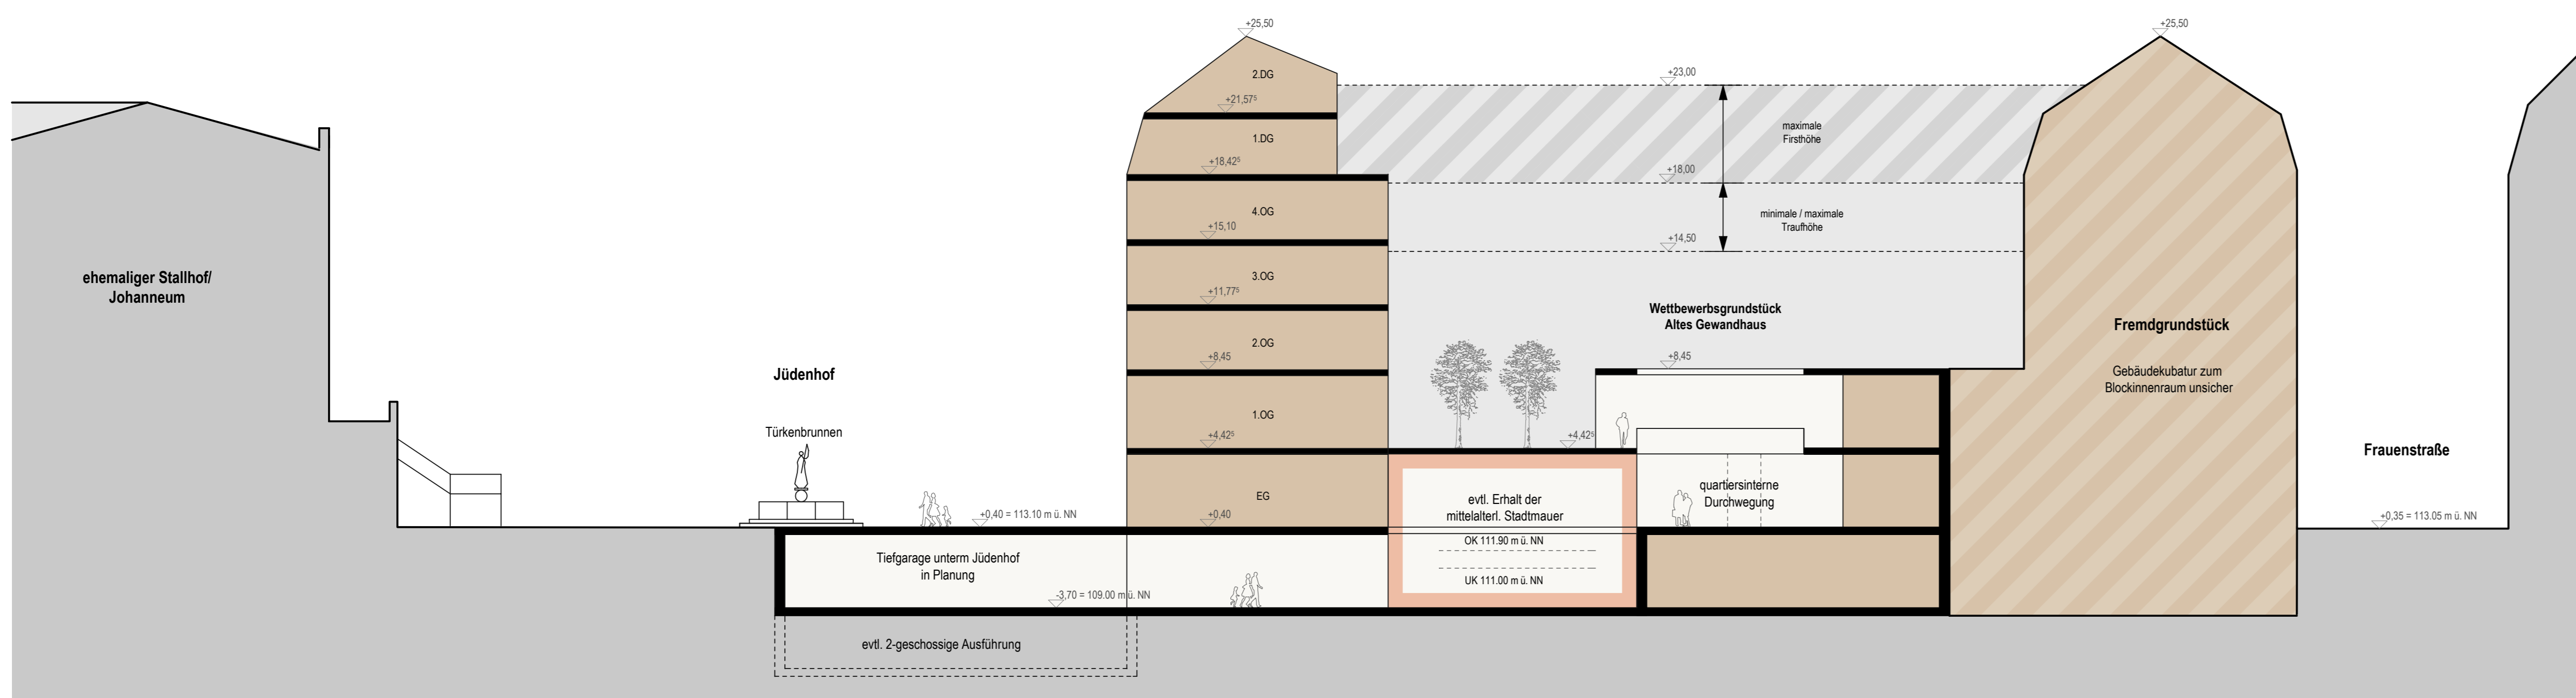 +25,50
+25,50
2.DG
+23,00
+21,57⁵
maximale
Firsthöhe
1.DG
+18,42⁵
+18,00
4.OG
minimale / maximale
Traufhöhe
+15,10
+14,50
ehemaliger Stallhof/
Johanneum
3.OG
+11,77⁵
Wettbewerbsgrundstück
Altes Gewandhaus
Fremdgrundstück
2.OG
+8,45
+8,45
Jüdenhof
Gebäudekubatur zum
Blockinnenraum unsicher
1.OG
Türkenbrunnen
+4,42⁵
+4,42⁵
Frauenstraße
quartiersinterne
Durchwegung
EG
evtl. Erhalt der
mittelalterl. Stadtmauer
+0,40 = 113.10 m ü. NN
+0,40
+0,35 = 113.05 m ü. NN
OK 111.90 m ü. NN
Tiefgarage unterm Jüdenhof
in Planung
UK 111.00 m ü. NN
-3,70 = 109.00 m ü. NN
evtl. 2-geschossige Ausführung